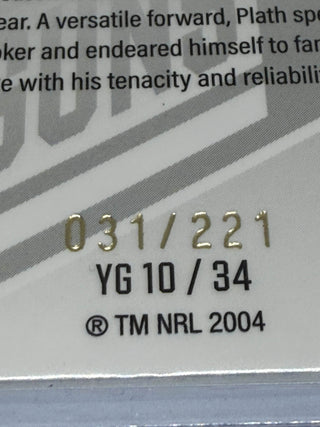 ear. A versatile forward, Plath spe
oker and endeared himself to fan
e with his tenacity and reliabili
031/221
YG 10 / 34
® TM NRL 2004